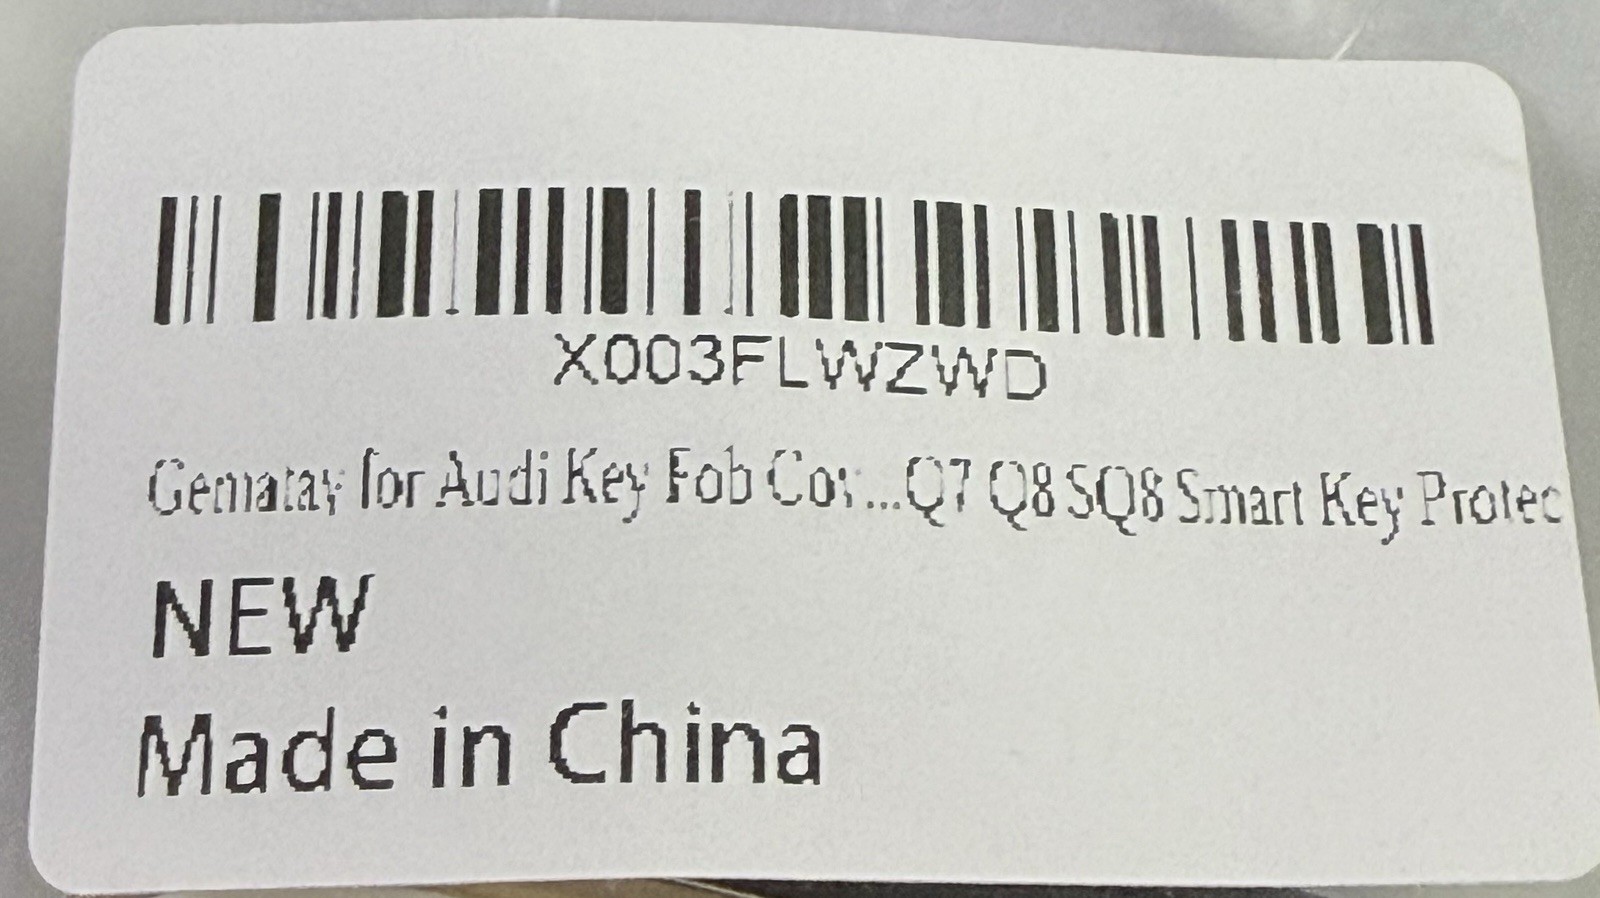 X003FLWZWD
Gematay for Audi Key Fob Cov...Q7 Q8 SQ8 Smart Key Protec
NEW
Made in China